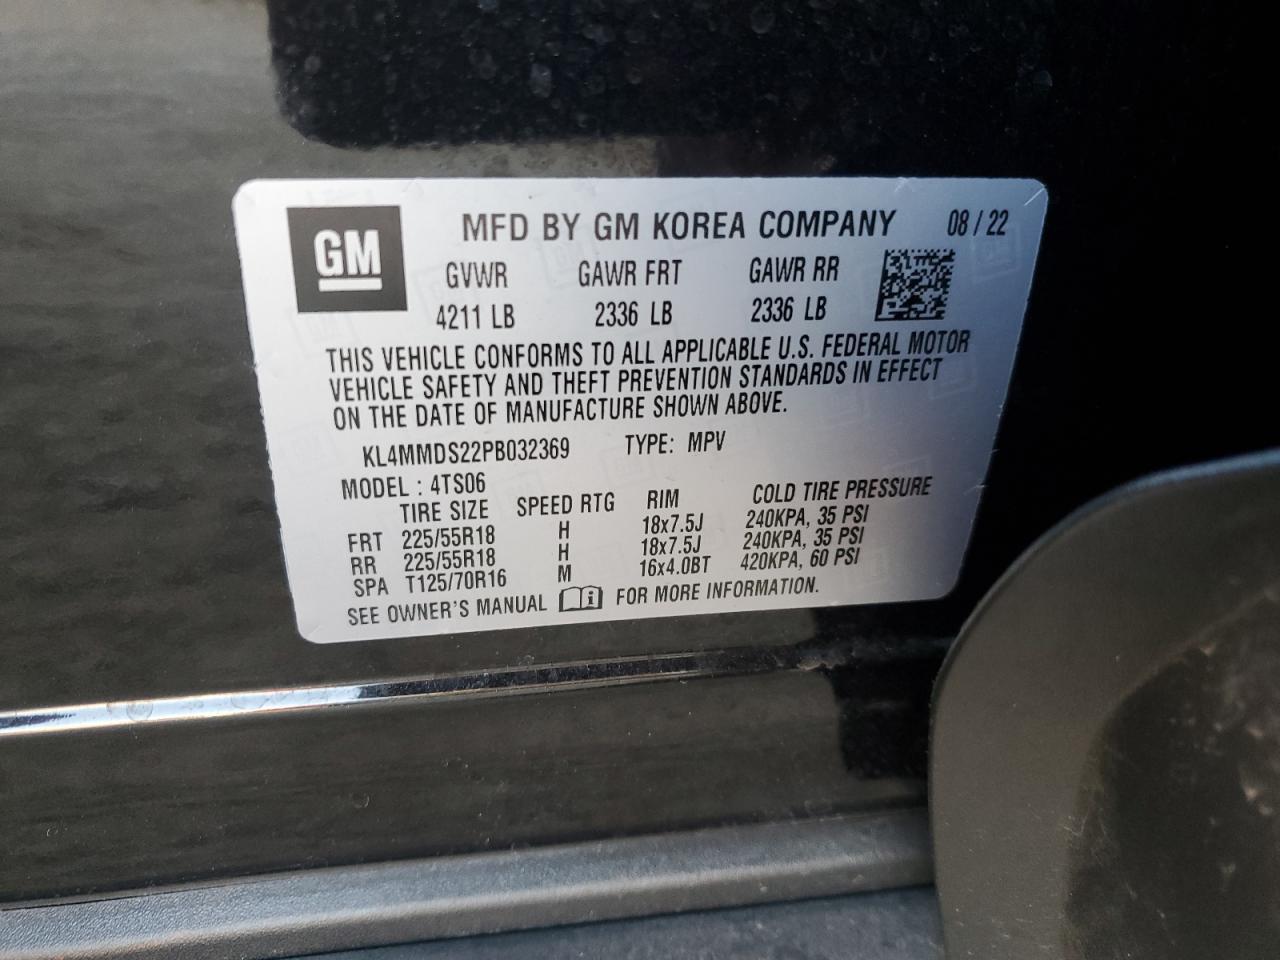 GM
MFD BY GM KOREA COMPANY 08 / 22
GVWR GAWR FRT GAWR RR
4211 LB 2336 LB 2336 LB
THIS VEHICLE CONFORMS TO ALL APPLICABLE U.S. FEDERAL MOTOR
VEHICLE SAFETY AND THEFT PREVENTION STANDARDS IN EFFECT
ON THE DATE OF MANUFACTURE SHOWN ABOVE.
KL4MMDS22PB032369 TYPE: MPV
MODEL : 4TS06
TIRE SIZE SPEED RTG RIM COLD TIRE PRESSURE
FRT 225/55R18 H 18x7.5J 240KPA, 35 PSI
RR 225/55R18 H 18x7.5J 240KPA, 35 PSI
SPA T125/70R16 M 16x4.0BT 420KPA, 60 PSI
SEE OWNER'S MANUAL FOR MORE INFORMATION.